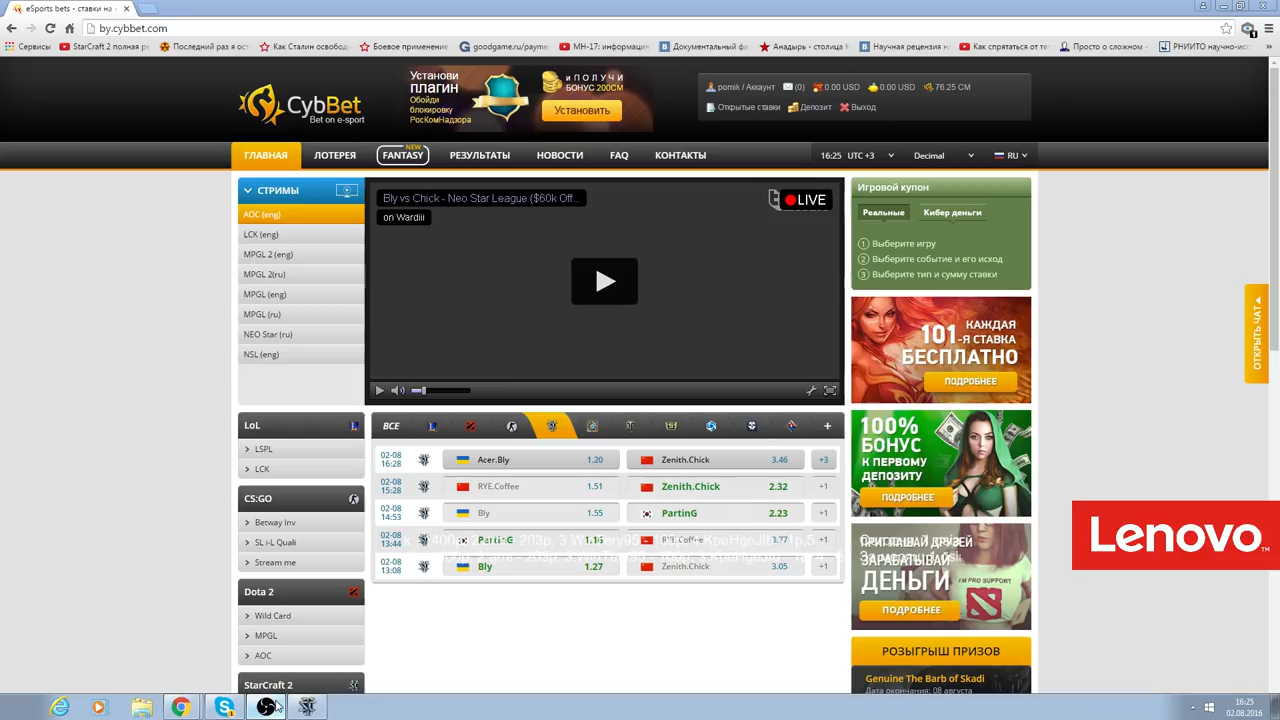 eSports bets - ставки на
by.cybbet.com
Сервисы
StarCraft 2 полная р
Последний раз я ост
Как Сталин освобод
Боевое применение
goodgame.ru/payme
МН-17: информаци
Документальный ф
Анадырь - столица
Научная рецензия н
Как спрятаться от те
Просто о сложном -
РНИИТО научно-исс
CybBet
Bet on e-sport
Установи
плагин
Обойди
блокировку
РосКомНадзора
и ПОЛУЧИ
БОНУС 200CM
Установить
pomik / Аккаунт (0) 0.00 USD 0.00 USD 76.25 CM
Открытые ставки Депозит Выход
ГЛАВНАЯ ЛОТЕРЕЯ FANTASY РЕЗУЛЬТАТЫ НОВОСТИ FAQ КОНТАКТЫ
NEW
16:25 UTC +3 Decimal RU
СТРИМЫ
AOC (eng)
LCK (eng)
MPGL 2 (eng)
MPGL 2(ru)
MPGL (eng)
MPGL (ru)
NEO Star (ru)
NSL (eng)
Bly vs Chick - Neo Star League ($60k Off...
on Wardiii
LIVE
Игровой купон
Реальные Кибер деньги
1 Выберите игру
2 Выберите событие и его исход
3 Выберите тип и сумму ставки
101-я КАЖДАЯ
СТАВКА
БЕСПЛАТНО
ПОДРОБНЕЕ
ОТКРЫТЬ ЧАТ
LoL
LSPL
LCK
CS:GO
Betway Inv
SL i-L Quali
Stream me
Dota 2
Wild Card
MPGL
AOC
StarCraft 2
ВСЕ +
02-08 16:28 Acer.Bly 1.20 Zenith.Chick 3.46 +3
02-08 15:28 RYE.Coffee 1.51 Zenith.Chick 2.32 +1
02-08 14:53 Bly 1.55 PartinG 2.23 +1
02-08 13:44 PartinG 1.16 3.77 +1
02-08 13:08 Bly 1.27 Zenith.Chick 3.05 +1
100%
БОНУС
К ПЕРВОМУ
ДЕПОЗИТУ
ПОДРОБНЕЕ
ПРИГЛАШАЙ ДРУЗЕЙ
ЗАРАБАТЫВАЙ
ДЕНЬГИ
I'M PRO SUPPORT
ПОДРОБНЕЕ
РОЗЫГРЫШ ПРИЗОВ
Genuine The Barb of Skadi
Дата окончания: 08 августа
Lenovo
TM
16:25
02.08.2016